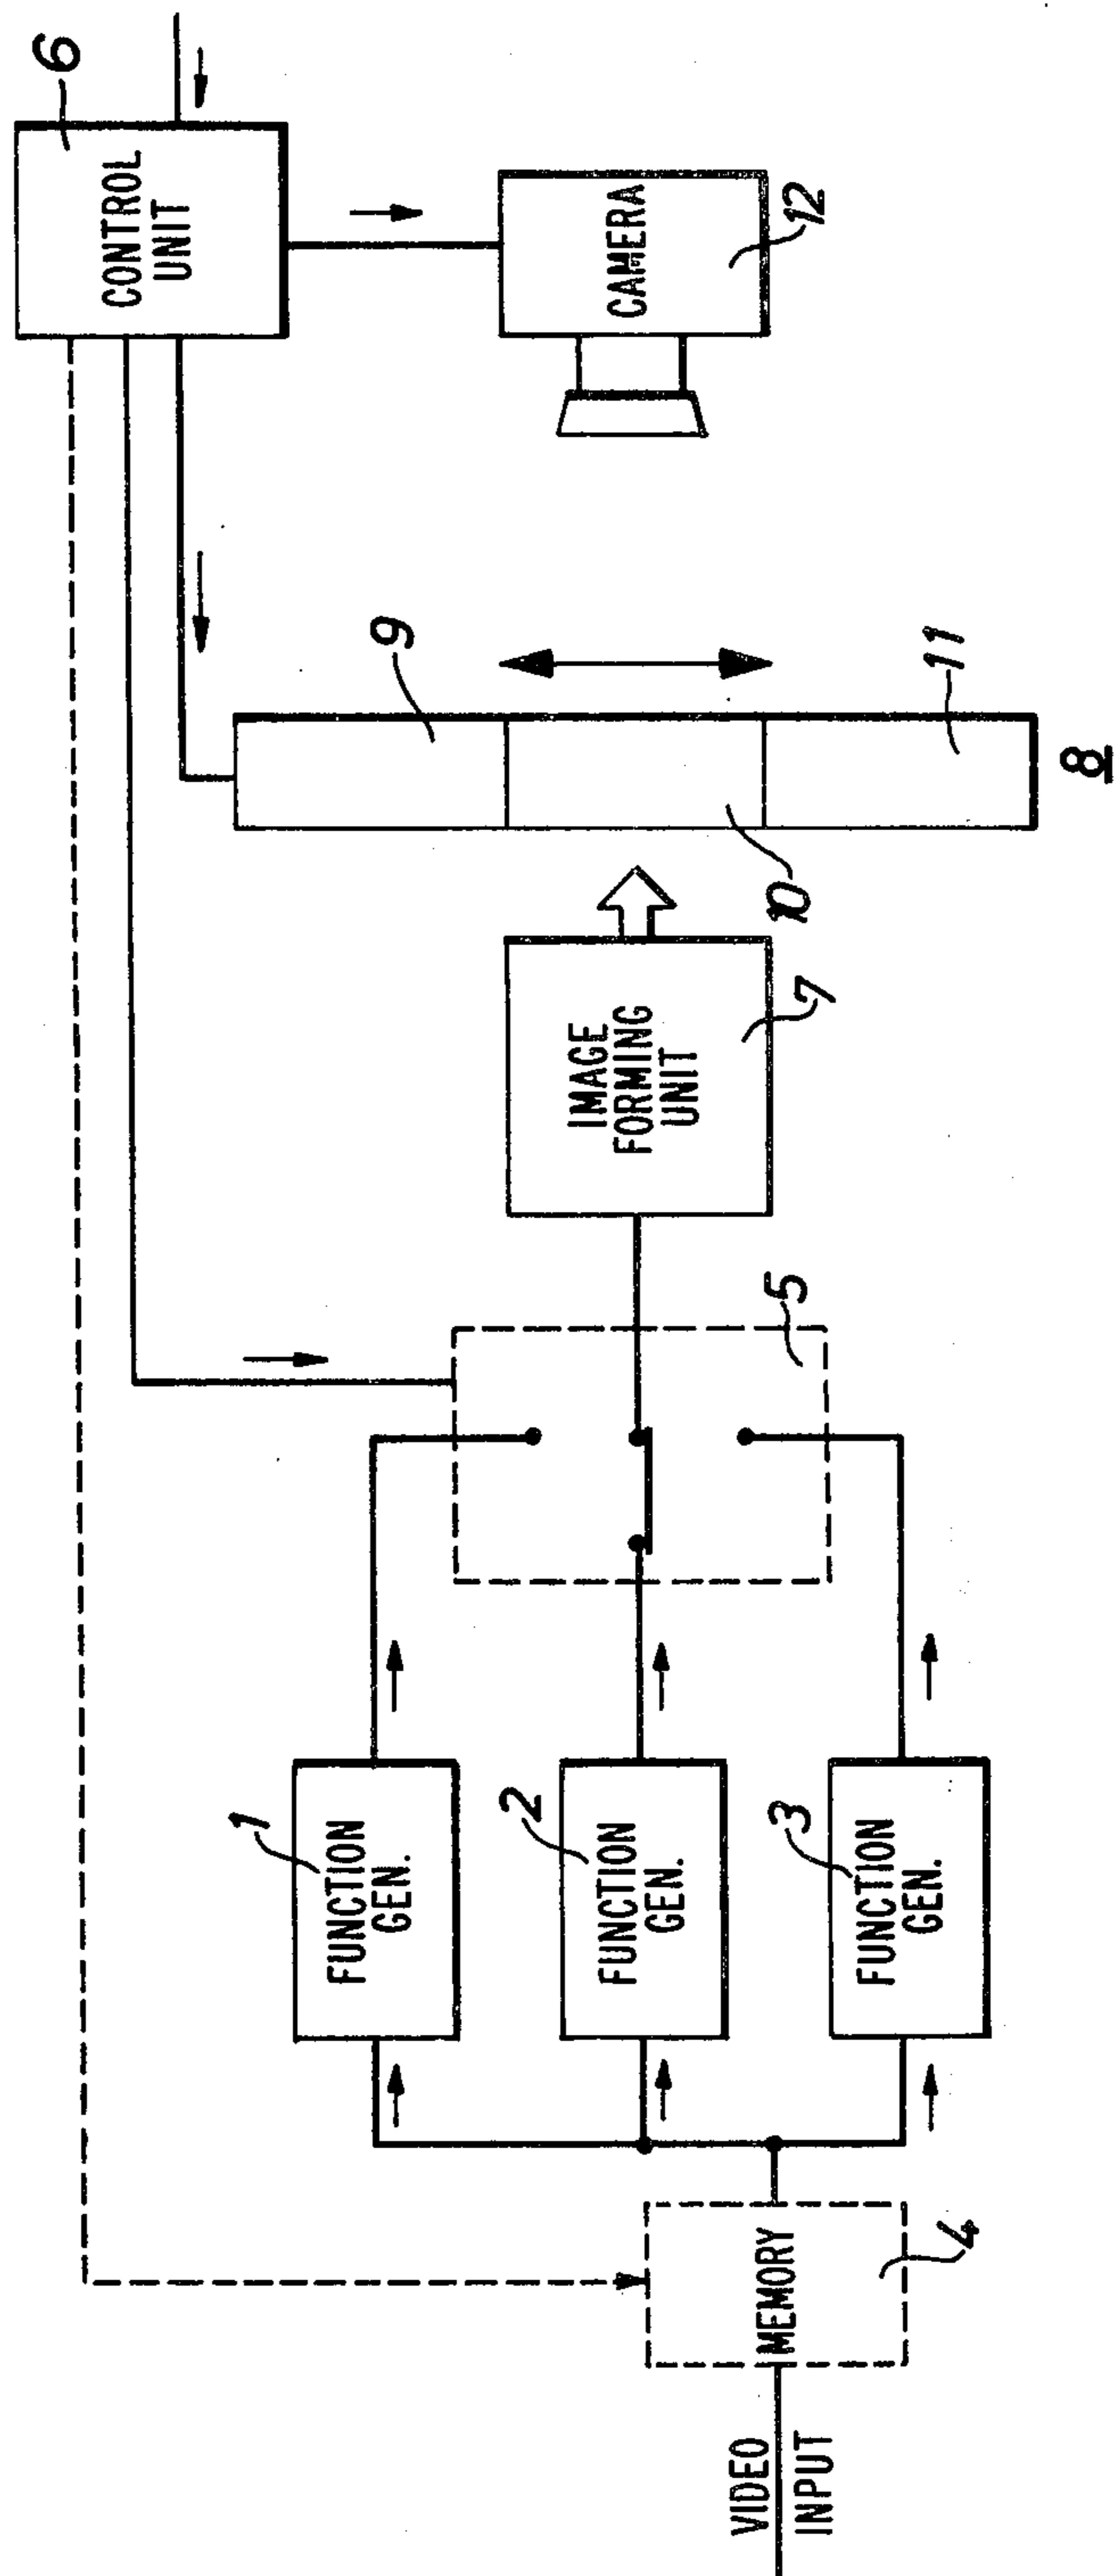 6
CONTROL
UNIT
CAMERA
12
9
11
10
8
IMAGE
FORMING
UNIT
7
5
1
FUNCTION
GEN.
2
FUNCTION
GEN.
3
FUNCTION
GEN.
MEMORY
4
VIDEO
INPUT